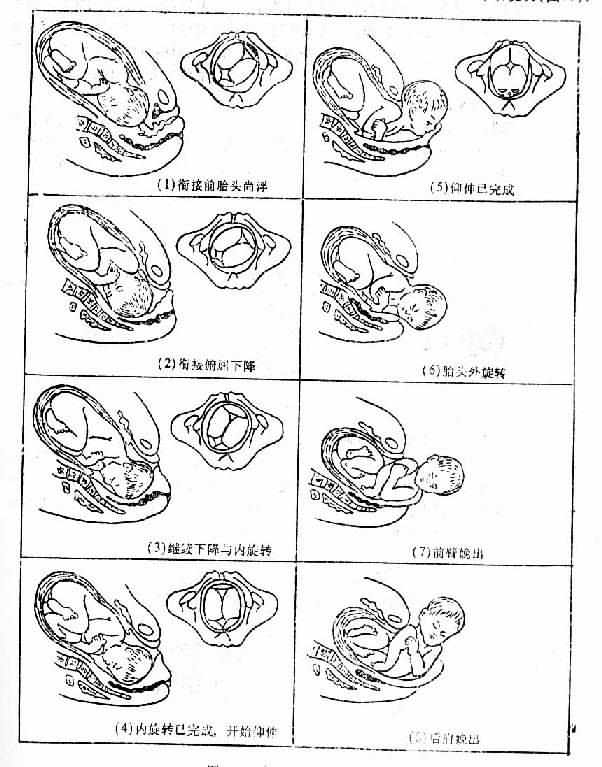 (1)衔接前胎头尚浮
(2)衔接俯屈下降
(3)继续下降与内旋转
(4)内旋转已完成，开始仰伸
(5)仰伸已完成
(6)胎头外旋转
(7)前肩娩出
(8)后肩娩出